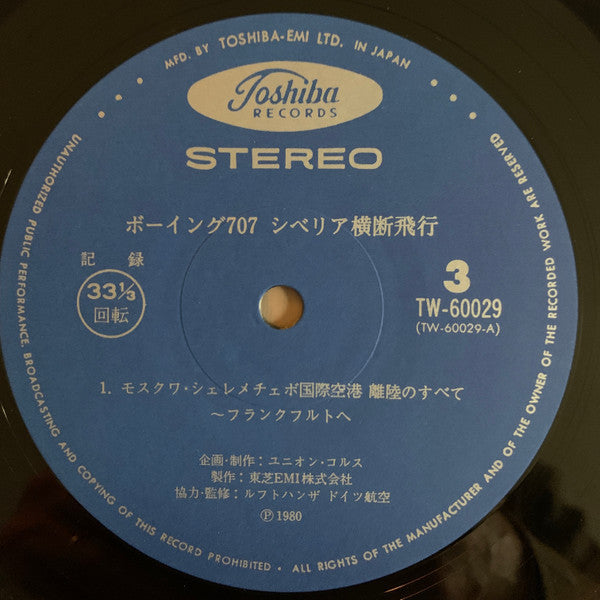 MFD. BY TOSHIBA-EMI LTD. IN JAPAN
Toshiba
RECORDS
STEREO
ボーイング707 シベリア横断飛行
記録
33 1/3
回転
3
TW-60029
(TW-60029-A)
1. モスクワ・シェレメチェボ国際空港 離陸のすべて
～フランクフルトへ
企画・制作：ユニオン・コルス
製作：東芝EMI株式会社
協力・監修：ルフトハンザ ドイツ航空
Ⓟ 1980
UNAUTHORIZED PUBLIC PERFORMANCE, BROADCASTING AND COPYING OF THIS RECORD PROHIBITED • ALL RIGHTS OF THE MANUFACTURER AND OF THE OWNER OF THE RECORDED WORK ARE RESERVED